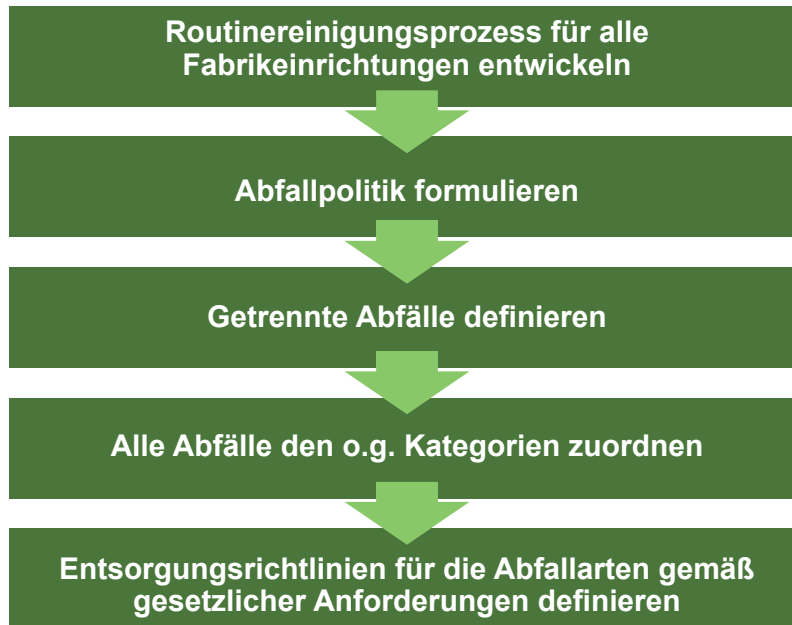 Routinereinigungsprozess für alle
Fabrikeinrichtungen entwickeln
Abfallpolitik formulieren
Getrennte Abfälle definieren
Alle Abfälle den o.g. Kategorien zuordnen
Entsorgungsrichtlinien für die Abfallarten gemäß
gesetzlicher Anforderungen definieren